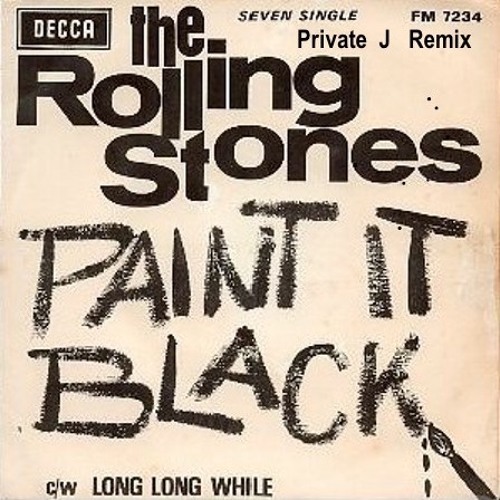 DECCA
SEVEN SINGLE
FM 7234
Private J Remix
the
Rolling
Stones
PAINT IT
BLACK
c/w LONG LONG WHILE